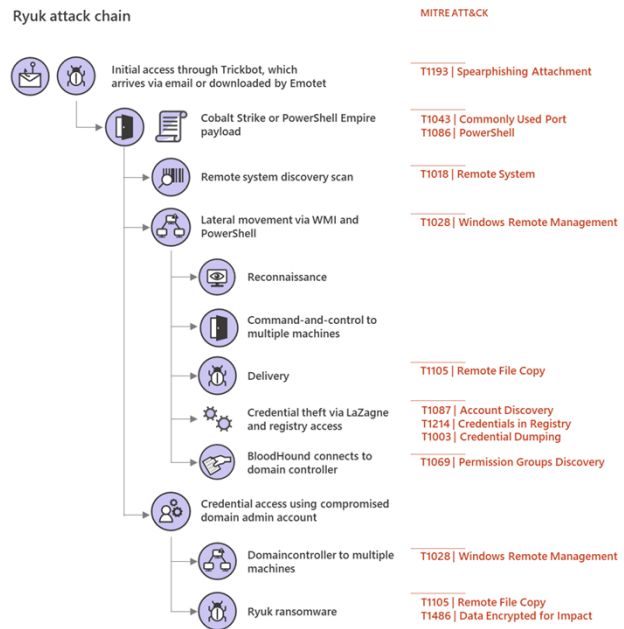 Ryuk attack chain
MITRE ATT&CK
Initial access through Trickbot, which
arrives via email or downloaded by Emotet
T1193 | Spearphishing Attachment
Cobalt Strike or PowerShell Empire
payload
T1043 | Commonly Used Port
T1086 | PowerShell
Remote system discovery scan
T1018 | Remote System
Lateral movement via WMI and
PowerShell
T1028 | Windows Remote Management
Reconnaissance
Command-and-control to
multiple machines
Delivery
T1105 | Remote File Copy
Credential theft via LaZagne
and registry access
T1087 | Account Discovery
T1214 | Credentials in Registry
T1003 | Credential Dumping
BloodHound connects to
domain controller
T1069 | Permission Groups Discovery
Credential access using compromised
domain admin account
Domaincontroller to multiple
machines
T1028 | Windows Remote Management
Ryuk ransomware
T1105 | Remote File Copy
T1486 | Data Encrypted for Impact